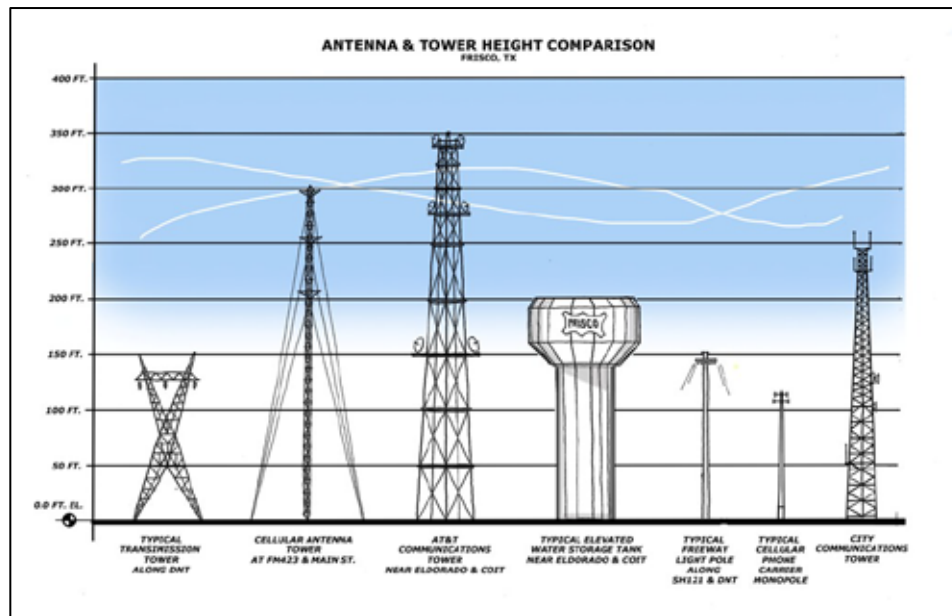 ANTENNA & TOWER HEIGHT COMPARISON
FRISCO, TX
400 FT.
350 FT.
300 FT.
250 FT.
200 FT.
150 FT.
100 FT.
50 FT.
0.0 FT. EL.
FRISCO
TYPICAL
TRANSMISSION
TOWER
ALONG DNT
CELLULAR ANTENNA
TOWER
AT FM423 & MAIN ST.
AT&T
COMMUNICATIONS
TOWER
NEAR ELDORADO & COIT
TYPICAL ELEVATED
WATER STORAGE TANK
NEAR ELDORADO & COIT
TYPICAL
FREEWAY
LIGHT POLE
ALONG
SH121 & DNT
TYPICAL
CELLULAR
PHONE
CARRIER
MONOPOLE
CITY
COMMUNICATIONS
TOWER